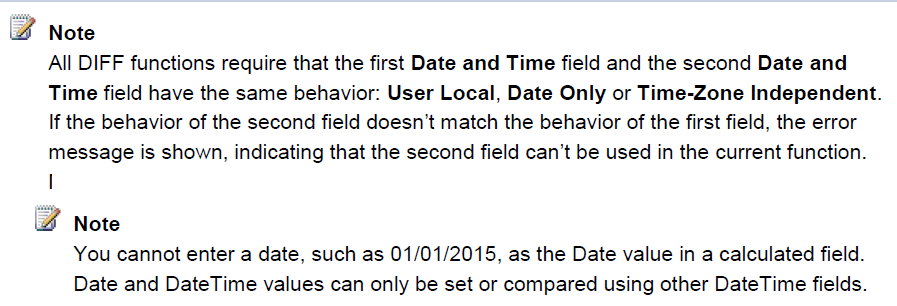 Note
All DIFF functions require that the first Date and Time field and the second Date and
Time field have the same behavior: User Local, Date Only or Time-Zone Independent.
If the behavior of the second field doesn't match the behavior of the first field, the error
message is shown, indicating that the second field can't be used in the current function.
Note
You cannot enter a date, such as 01/01/2015, as the Date value in a calculated field.
Date and DateTime values can only be set or compared using other DateTime fields.